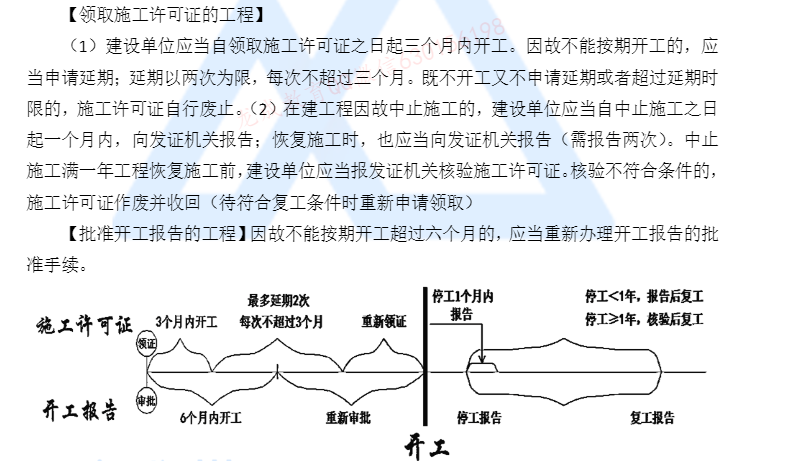 【领取施工许可证的工程】
（1）建设单位应当自领取施工许可证之日起三个月内开工。因故不能按期开工的，应
当申请延期；延期以两次为限，每次不超过三个月。既不开工又不申请延期或者超过延期时
限的，施工许可证自行废止。（2）在建工程因故中止施工的，建设单位应当自中止施工之日
起一个月内，向发证机关报告；恢复施工时，也应当向发证机关报告（需报告两次）。中止
施工满一年工程恢复施工前，建设单位应当报发证机关核验施工许可证。核验不符合条件的，
施工许可证作废并收回（待符合复工条件时重新申请领取）
【批准开工报告的工程】因故不能按期开工超过六个月的，应当重新办理开工报告的批
准手续。
最多延期2次
停工1个月内
停工<1年，报告后复工
施工许可证
3个月内开工
每次不超过3个月
重新领证
报告
停工≥1年，核验后复工
领证
审批
开工报告
6个月内开工
重新审批
停工报告
复工报告
开工